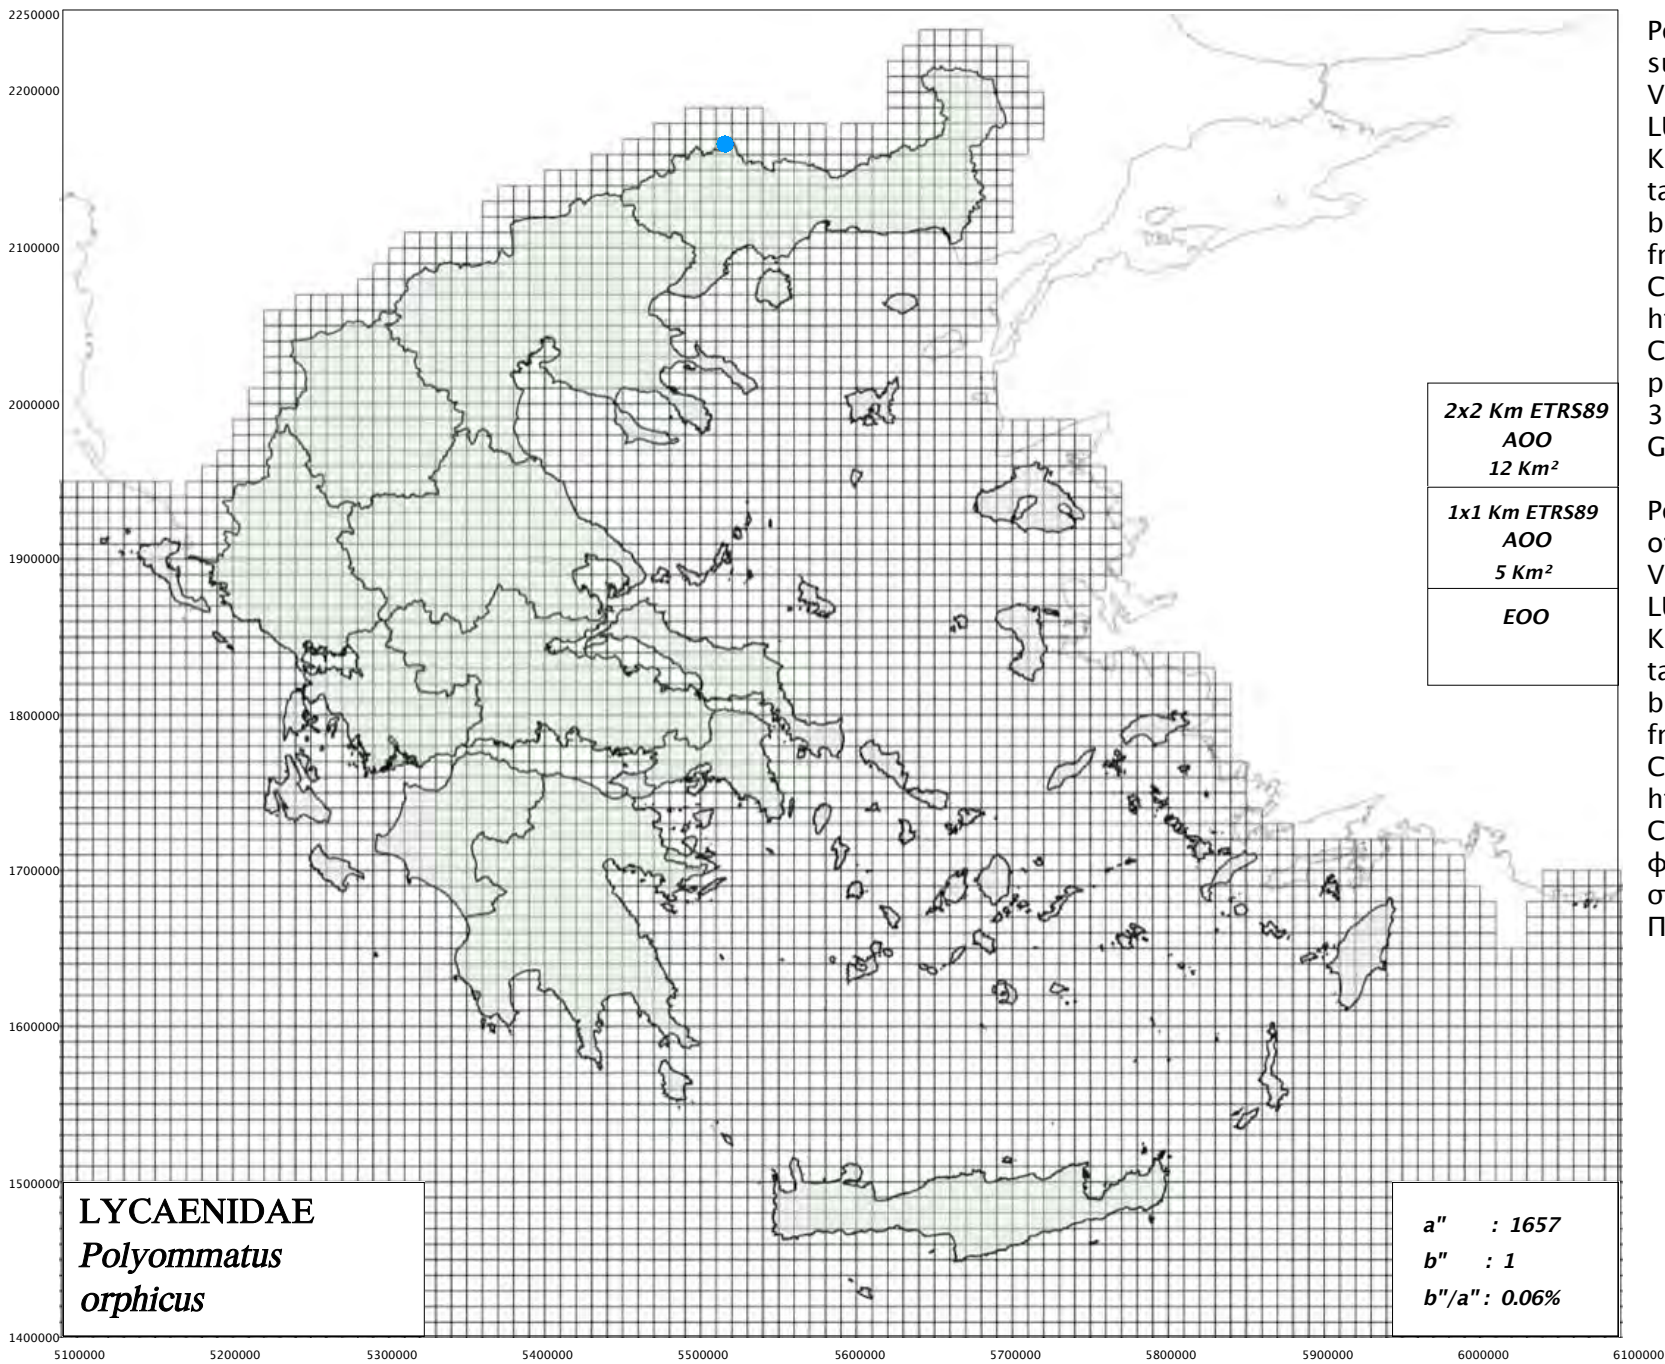 2250000
2200000
2100000
2000000
1900000
1800000
1700000
1600000
1500000
1400000
5100000 5200000 5300000 5400000 5500000 5600000 5700000 5800000 5900000 6000000 6100000
2x2 Km ETRS89
AOO
12 Km²
1x1 Km ETRS89
AOO
5 Km²
EOO
LYCAENIDAE
Polyommatus
orphicus
a" : 1657
b" : 1
b"/a" : 0.06%